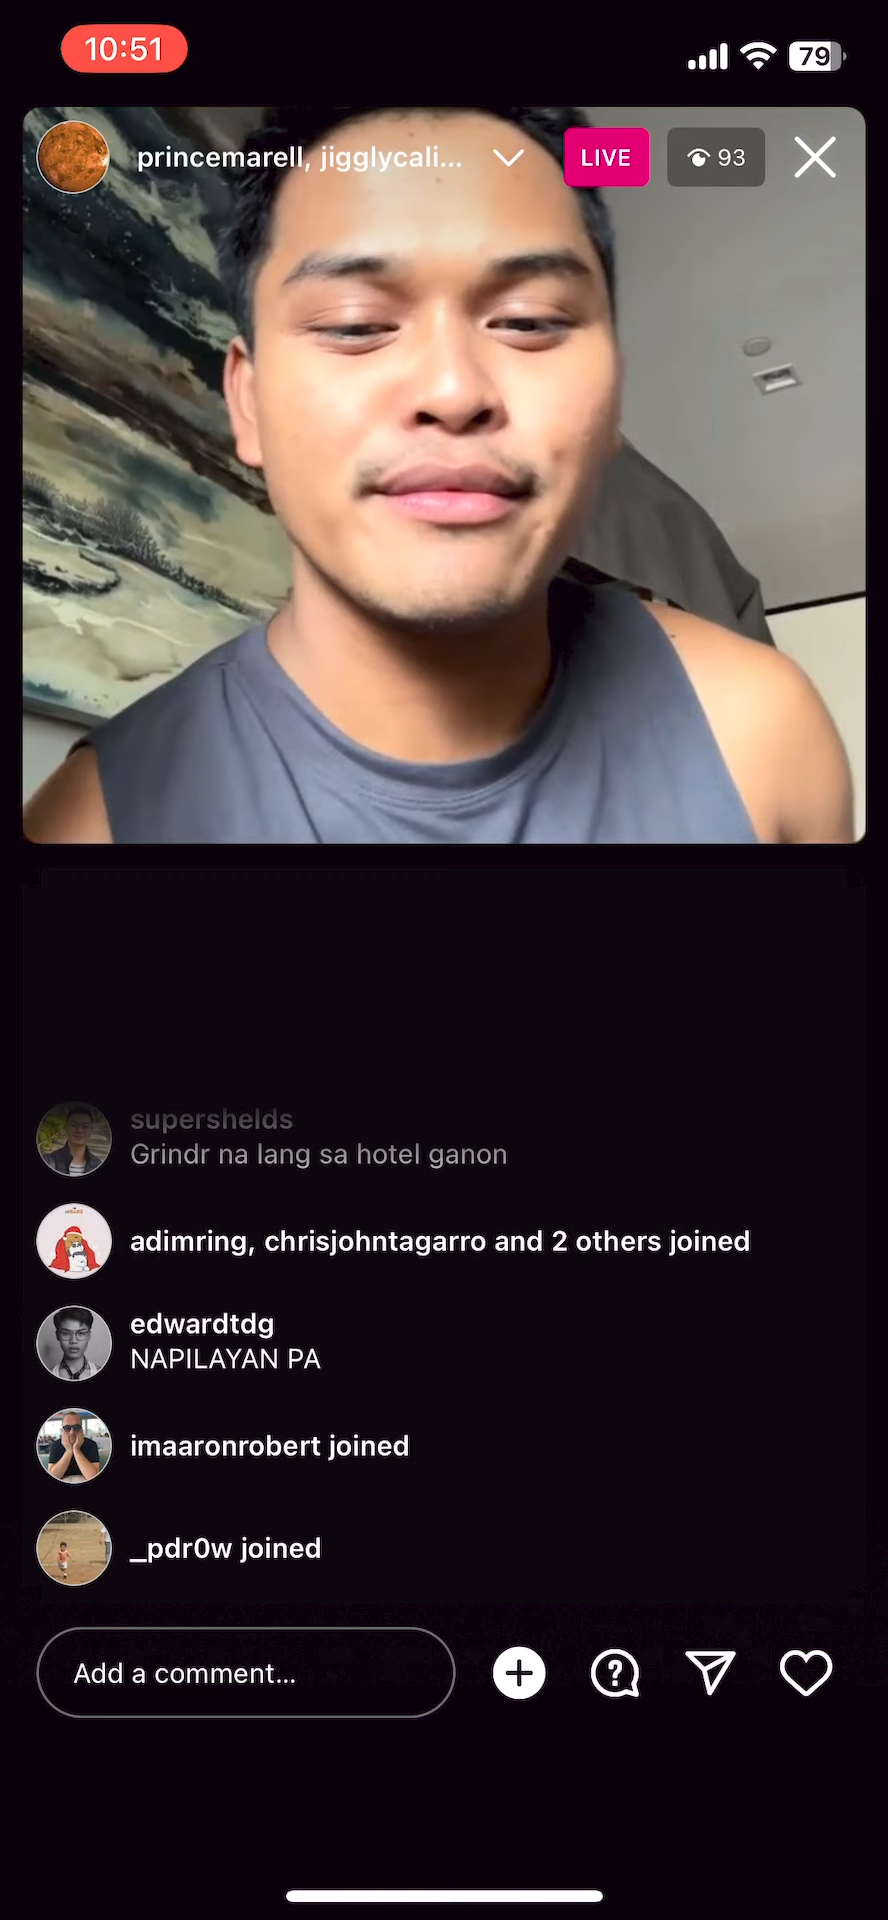 10:51
79
princemarell, jigglycali...
LIVE
93
supershelds
Grindr na lang sa hotel ganon
adimring, chrisjohntagarro and 2 others joined
edwardtdg
NAPILAYAN PA
imaaronrobert joined
_pdr0w joined
Add a comment...